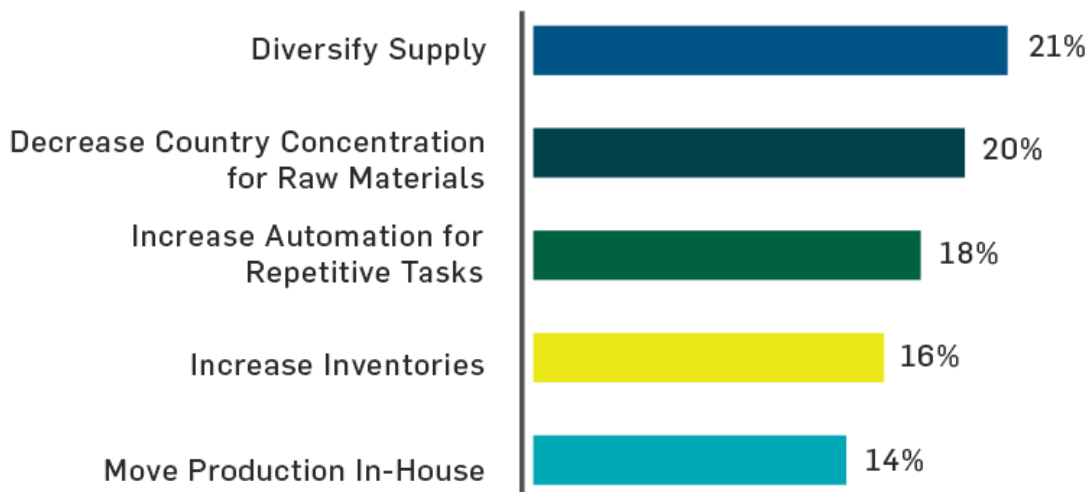 Diversify Supply
21%
Decrease Country Concentration
for Raw Materials
20%
Increase Automation for
Repetitive Tasks
18%
Increase Inventories
16%
Move Production In-House
14%